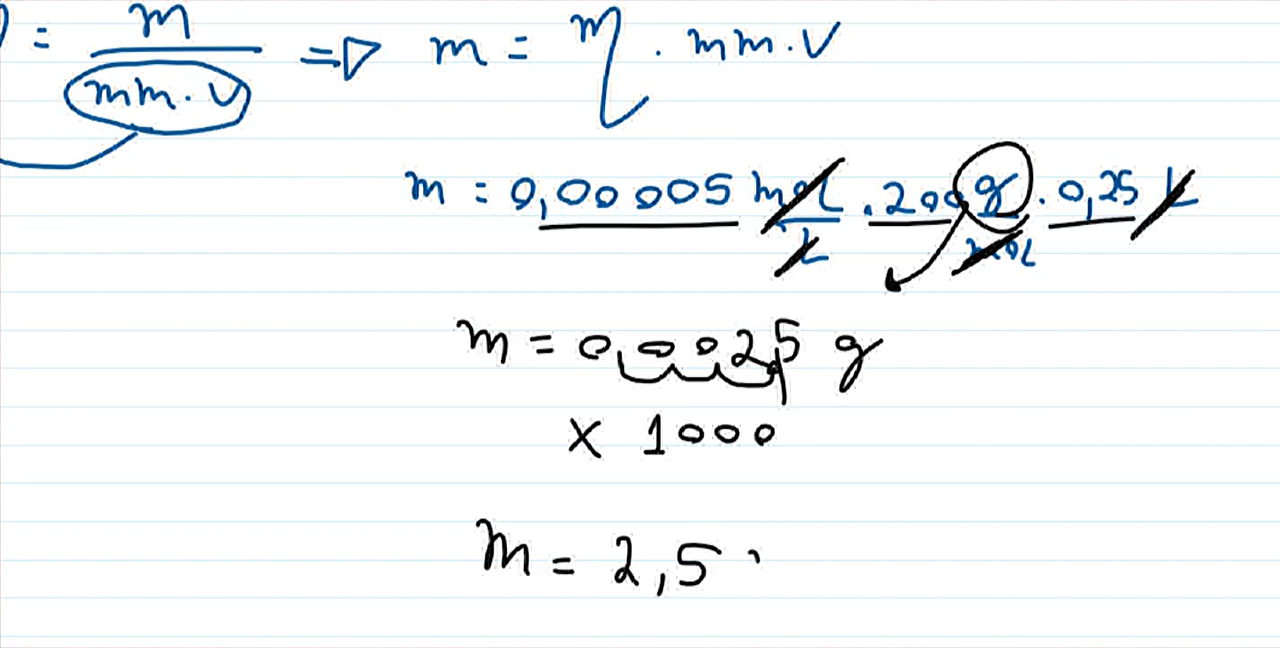 = m / mm.V => m = η . mm.V
m = 0,00005 mol/L . 200 g/mol . 0,25 L
m = 0,0025 g
x 1000
m = 2,5